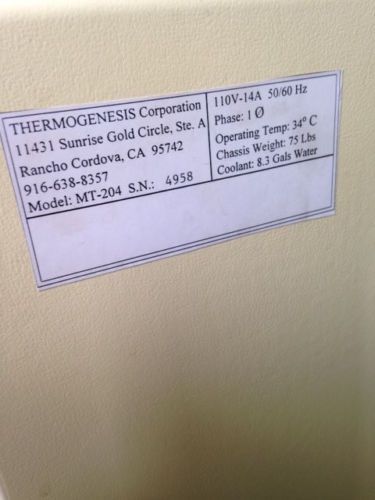 THERMOGENESIS Corporation
11431 Sunrise Gold Circle, Ste. A
Rancho Cordova, CA 95742
916-638-8357
Model: MT-204 S.N.: 4958
110V-14A 50/60 Hz
Phase: 1 Ø
Operating Temp: 34° C
Chassis Weight: 75 Lbs
Coolant: 8.3 Gals Water